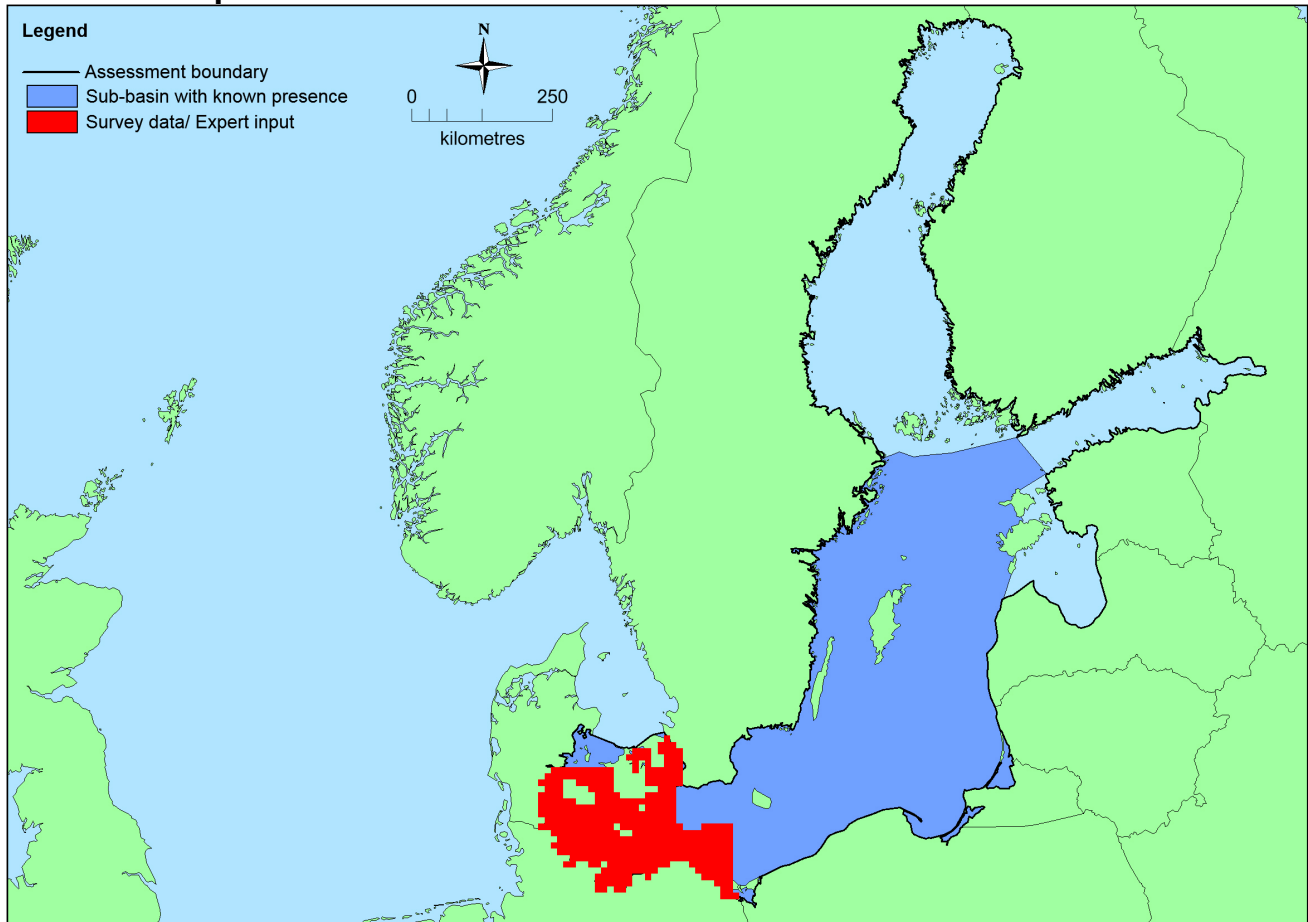 Legend
Assessment boundary
Sub-basin with known presence
Survey data/ Expert input
N
0 250
kilometres